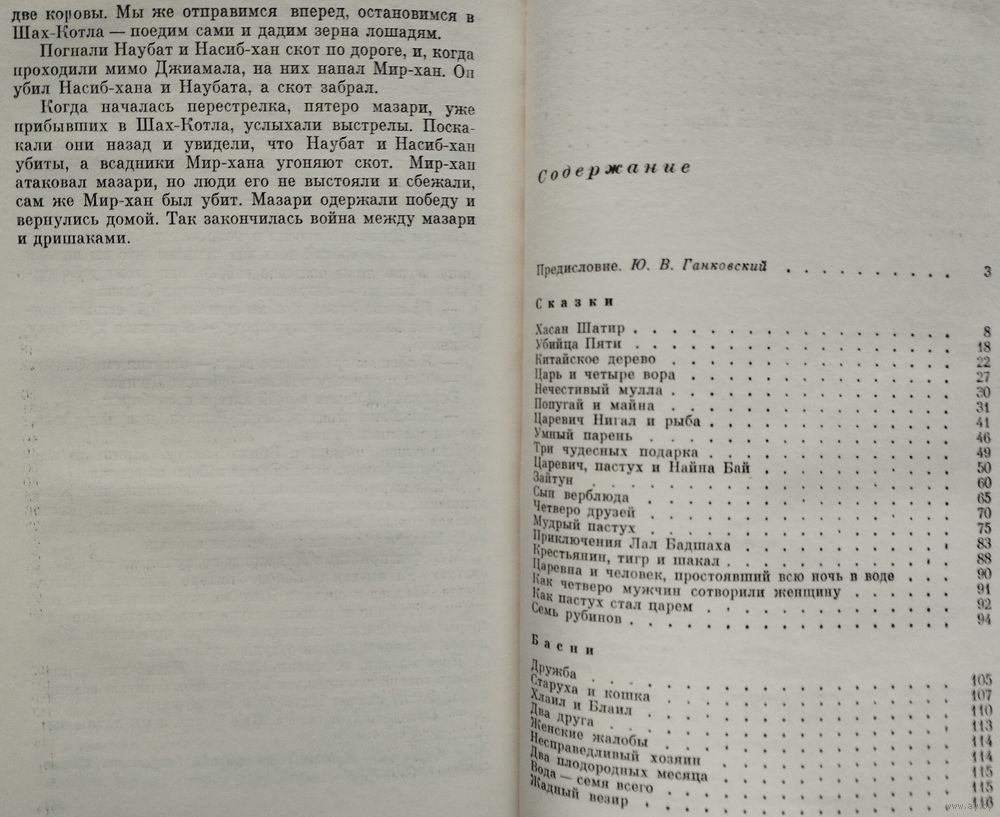 две коровы. Мы же отправимся вперед, остановимся в
Шах-Котла — поедим сами и дадим зерна лошадям.
Погнали Наубат и Насиб-хан скот по дороге, и, когда
проходили мимо Джиамала, на них напал Мир-хан. Он
убил Насиб-хана и Наубата, а скот забрал.
Когда началась перестрелка, пятеро мазари, уже
прибывших в Шах-Котла, услыхали выстрелы. Поска-
кали они назад и увидели, что Наубат и Насиб-хан
убиты, а всадники Мир-хана угоняют скот. Мир-хан
атаковал мазари, но люди его не выстояли и сбежали,
сам же Мир-хан был убит. Мазари одержали победу и
вернулись домой. Так закончилась война между мазари
и дришаками.
Содержание
Предисловие. Ю. В. Ганковский . . . . . . . . . . 3
Сказки
Хасан Шатир . . . . . . . . . . 8
Убийца Пяти . . . . . . . . . . 18
Китайское дерево . . . . . . . . . . 22
Царь и четыре вора . . . . . . . . . . 27
Нечестивый мулла . . . . . . . . . . 30
Попугай и майна . . . . . . . . . . 31
Царевич Нигал и рыба . . . . . . . . . . 41
Умный парень . . . . . . . . . . 46
Три чудесных подарка . . . . . . . . . . 49
Царевич, пастух и Найна Бай . . . . . . . . . . 50
Зайтун . . . . . . . . . . 60
Сын верблюда . . . . . . . . . . 65
Четверо друзей . . . . . . . . . . 70
Мудрый пастух . . . . . . . . . . 75
Приключения Лал Бадшаха . . . . . . . . . . 83
Крестьянин, тигр и шакал . . . . . . . . . . 88
Царевна и человек, простоявший всю ночь в воде . . . 90
Как четверо мужчин сотворили женщину . . . . . . 91
Как пастух стал царем . . . . . . . . . . 92
Семь рубинов . . . . . . . . . . 94
Басни
Дружба . . . . . . . . . . 105
Старуха и кошка . . . . . . . . . . 107
Хлаил и Блаил . . . . . . . . . . 110
Два друга . . . . . . . . . . 113
Женские жалобы . . . . . . . . . . 114
Несправедливый хозяин . . . . . . . . . . 114
Два плодородных месяца . . . . . . . . . . 115
Вода — семя всего . . . . . . . . . . 115
Жадный везир . . . . . . . . . . 116